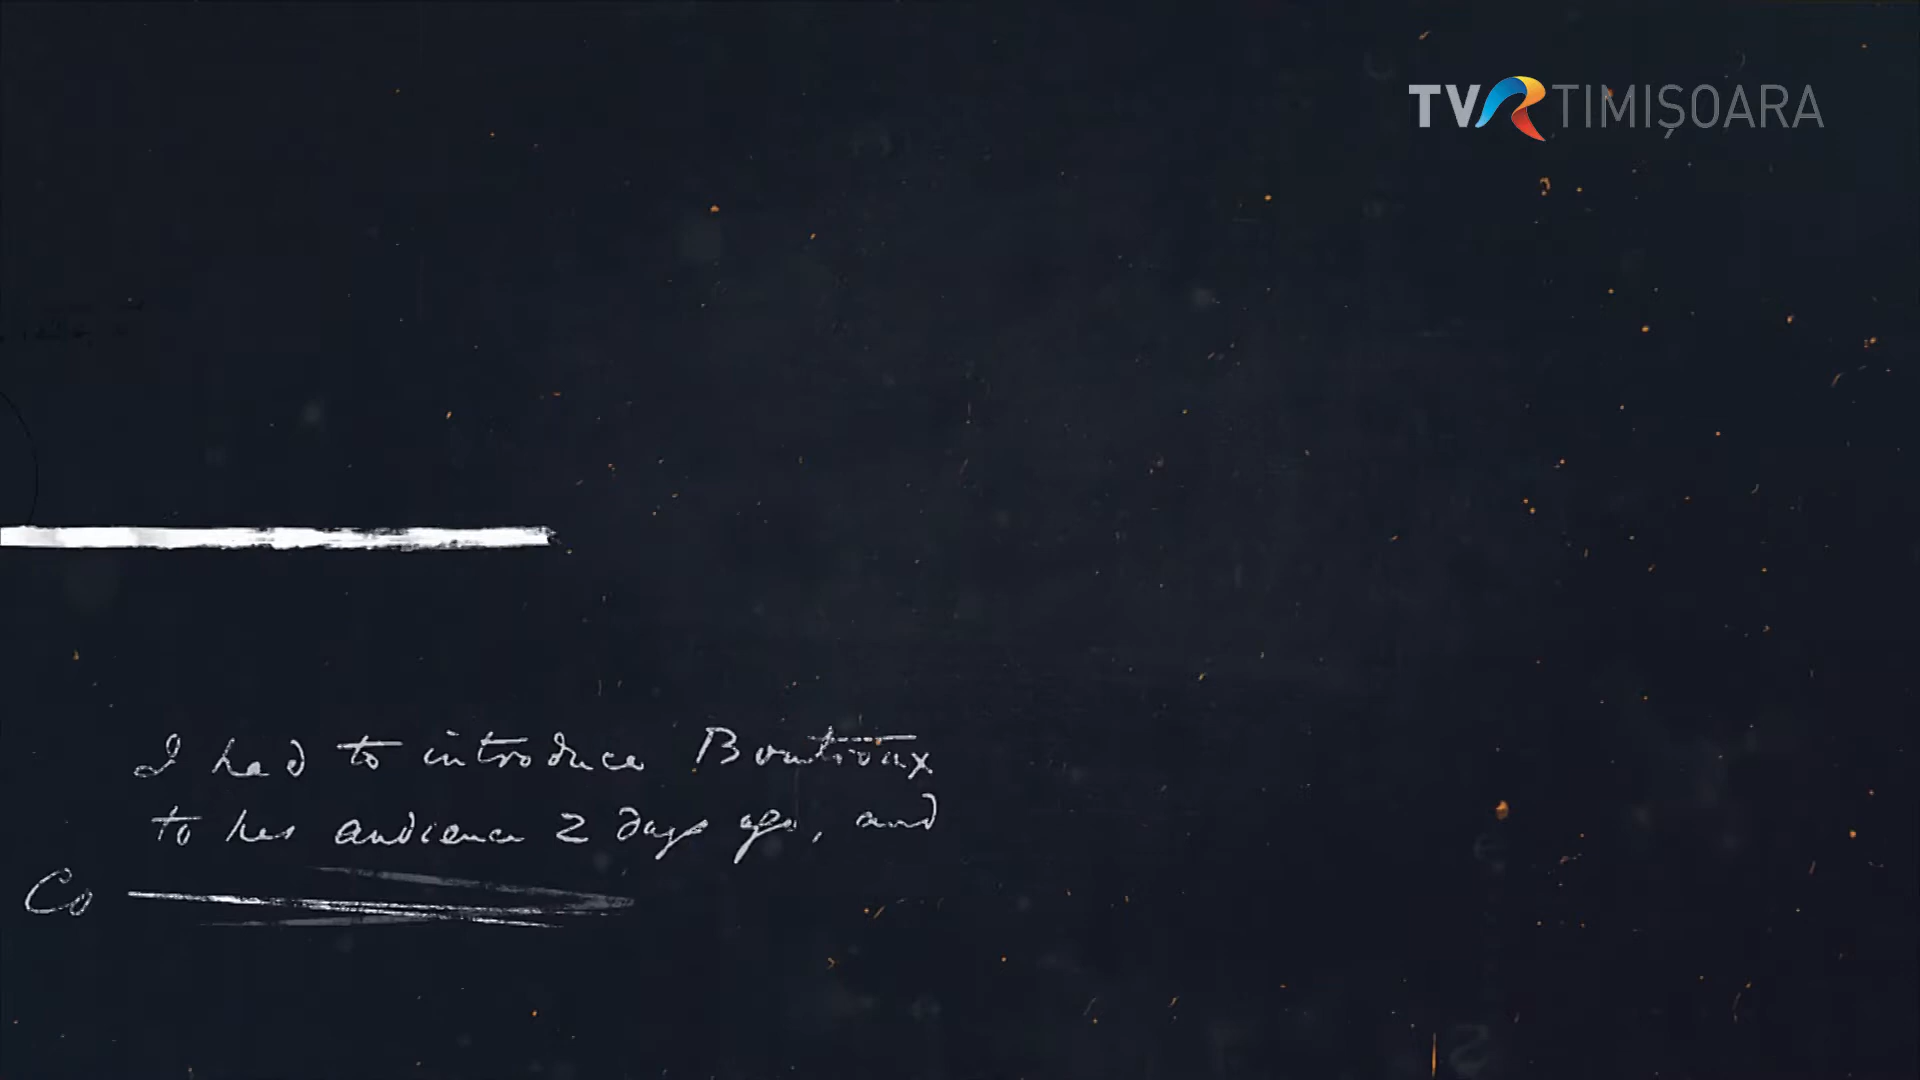 TVR TIMIȘOARA
I had to introduce Boutroux
to his audience 2 days ago, and
Co